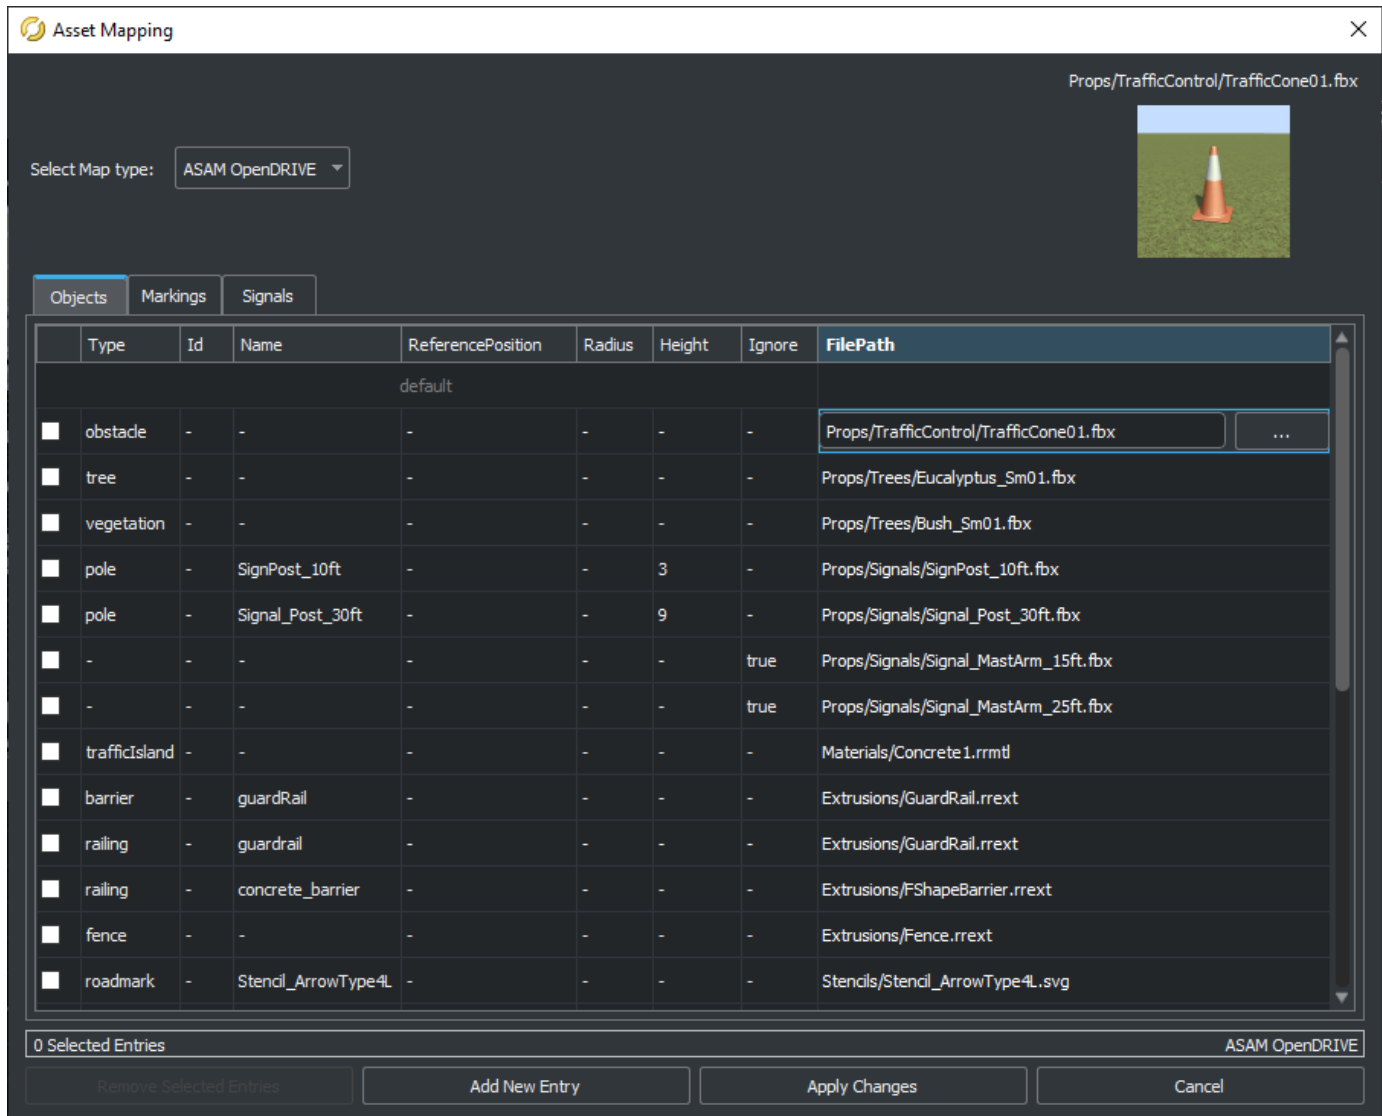 Asset Mapping
Props/TrafficControl/TrafficCone01.fbx
Select Map type: ASAM OpenDRIVE
Objects Markings Signals
Type Id Name ReferencePosition Radius Height Ignore FilePath
default
obstacle - - - - - - Props/TrafficControl/TrafficCone01.fbx ...
tree - - - - - - Props/Trees/Eucalyptus_Sm01.fbx
vegetation - - - - - - Props/Trees/Bush_Sm01.fbx
pole - SignPost_10ft - - 3 - Props/Signals/SignPost_10ft.fbx
pole - Signal_Post_30ft - - 9 - Props/Signals/Signal_Post_30ft.fbx
- - - - - - true Props/Signals/Signal_MastArm_15ft.fbx
- - - - - - true Props/Signals/Signal_MastArm_25ft.fbx
trafficIsland - - - - - - Materials/Concrete1.rrmtl
barrier - guardRail - - - - Extrusions/GuardRail.rrext
railing - guardrail - - - - Extrusions/GuardRail.rrext
railing - concrete_barrier - - - - Extrusions/FShapeBarrier.rrext
fence - - - - - - Extrusions/Fence.rrext
roadmark - Stencil_ArrowType4L - - - - Stencils/Stencil_ArrowType4L.svg
0 Selected Entries ASAM OpenDRIVE
Remove Selected Entries Add New Entry Apply Changes Cancel